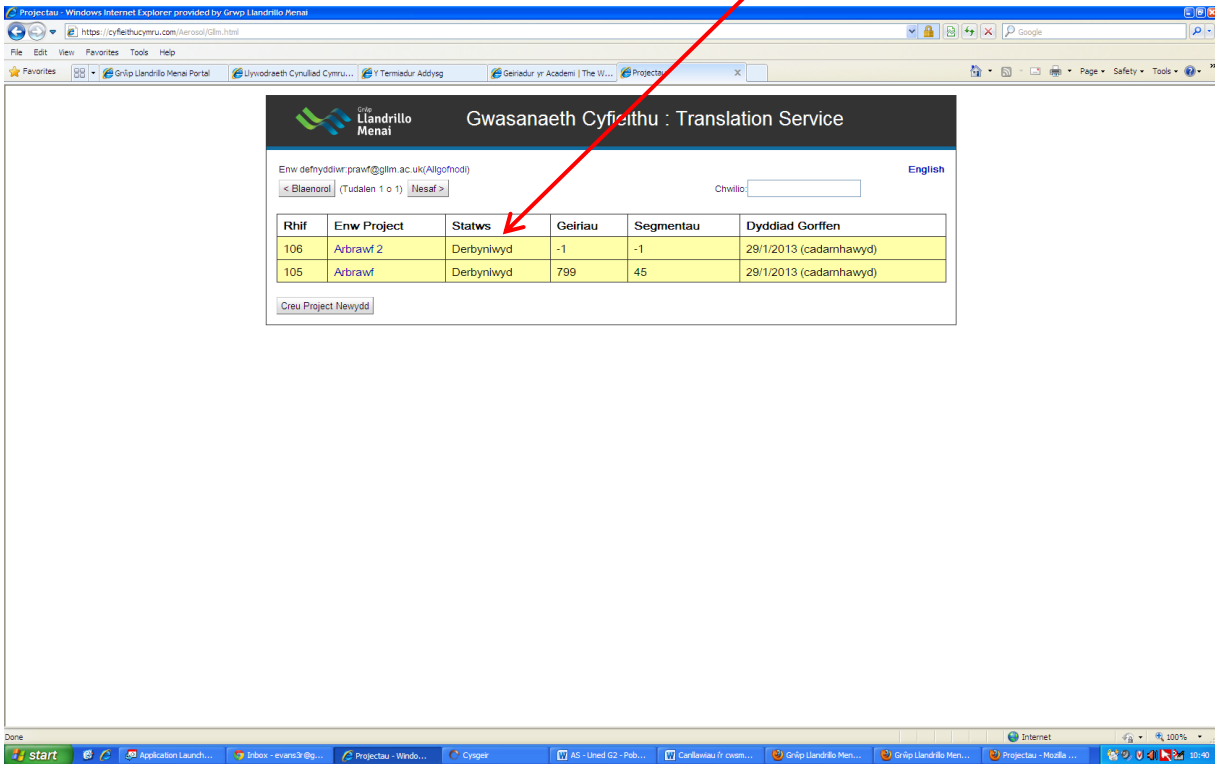 Projectau - Windows Internet Explorer provided by Grwp Llandrillo Menai
https://cyfieithucymru.com/Aerosol/Gllm.html
Google
File Edit View Favorites Tools Help
Favorites
Grŵp Llandrillo Menai Portal
Llywodraeth Cynulliad Cymru...
Y Termiadur Addysg
Geiriadur yr Academi | The W...
Projectau
X
Page Safety Tools
Grŵp
Llandrillo
Menai
Gwasanaeth Cyfieithu : Translation Service
Enw defnyddiwr:prawf@gllm.ac.uk(Allgofnodi)
English
< Blaenorol (Tudalen 1 o 1) Nesaf >
Chwilio:
Rhif Enw Project Statws Geiriau Segmentau Dyddiad Gorffen
106 Arbrawf 2 Derbyniwyd -1 -1 29/1/2013 (cadarnhawyd)
105 Arbrawf Derbyniwyd 799 45 29/1/2013 (cadarnhawyd)
Creu Project Newydd
Done
Internet
100%
start
Application Launch...
Inbox - evans3r@g...
Projectau - Windo...
Cysgeir
AS - Uned G2 - Pob...
Canllawiau i'r cwsm...
Grŵp Llandrillo Men...
Grŵp Llandrillo Men...
Projectau - Mozilla ...
10:40